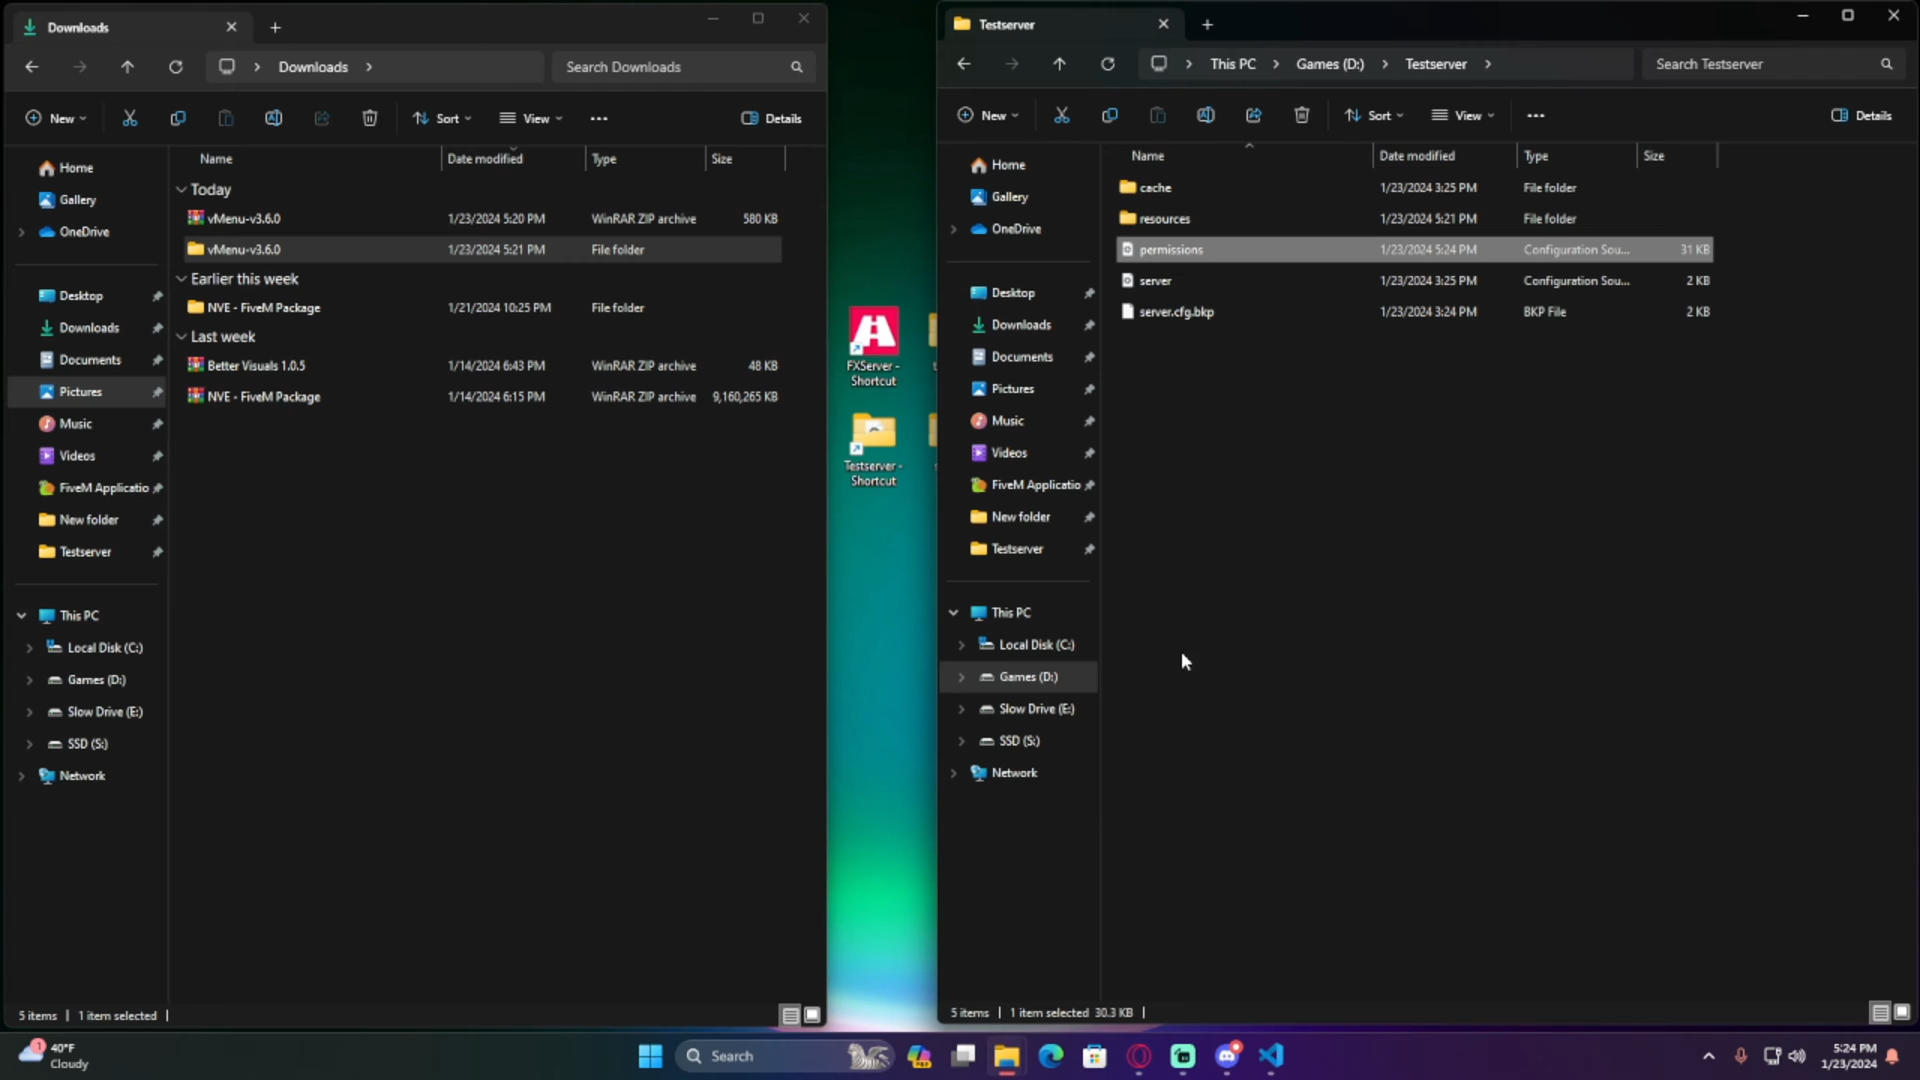 Downloads
Downloads
Search Downloads
New
Sort
View
Details
Name Date modified Type Size
Home
Gallery
OneDrive
Desktop
Downloads
Documents
Pictures
Music
Videos
FiveM Applicatio
New folder
Testserver
This PC
Local Disk (C:)
Games (D:)
Slow Drive (E:)
SSD (S:)
Network
Today
vMenu-v3.6.0 1/23/2024 5:20 PM WinRAR ZIP archive 580 KB
vMenu-v3.6.0 1/23/2024 5:21 PM File folder
Earlier this week
NVE - FiveM Package 1/21/2024 10:25 PM File folder
Last week
Better Visuals 1.0.5 1/14/2024 6:43 PM WinRAR ZIP archive 48 KB
NVE - FiveM Package 1/14/2024 6:15 PM WinRAR ZIP archive 9,160,265 KB
5 items 1 item selected
FXServer -
Shortcut
Testserver -
Shortcut
Testserver
This PC Games (D:) Testserver
Search Testserver
New
Sort
View
Details
Name Date modified Type Size
Home
Gallery
OneDrive
Desktop
Downloads
Documents
Pictures
Music
Videos
FiveM Applicatio
New folder
Testserver
This PC
Local Disk (C:)
Games (D:)
Slow Drive (E:)
SSD (S:)
Network
cache 1/23/2024 3:25 PM File folder
resources 1/23/2024 5:21 PM File folder
permissions 1/23/2024 5:24 PM Configuration Sou... 31 KB
server 1/23/2024 3:25 PM Configuration Sou... 2 KB
server.cfg.bkp 1/23/2024 3:24 PM BKP File 2 KB
5 items 1 item selected 30.3 KB
1
40°F
Cloudy
Search
5:24 PM
1/23/2024